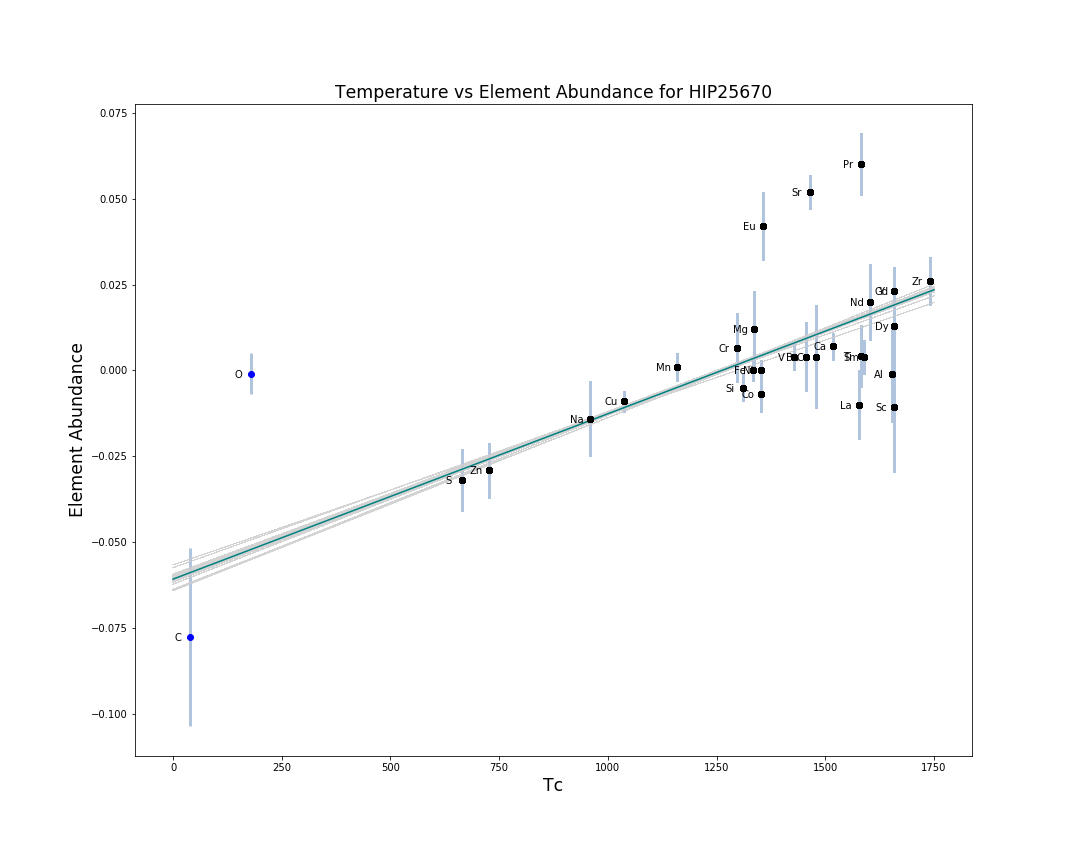 Temperature vs Element Abundance for HIP25670
0.075
Pr
0.050
Sr
Eu
0.025
Zr
Nd
Dy
Mg
Cr
Ca
0.000
Mn
Fe
O
Al
Si
Co
Cu
La
Sc
Na
−0.025
Zn
S
−0.050
−0.075
C
−0.100
Element Abundance
0 250 500 750 1000 1250 1500 1750
Tc